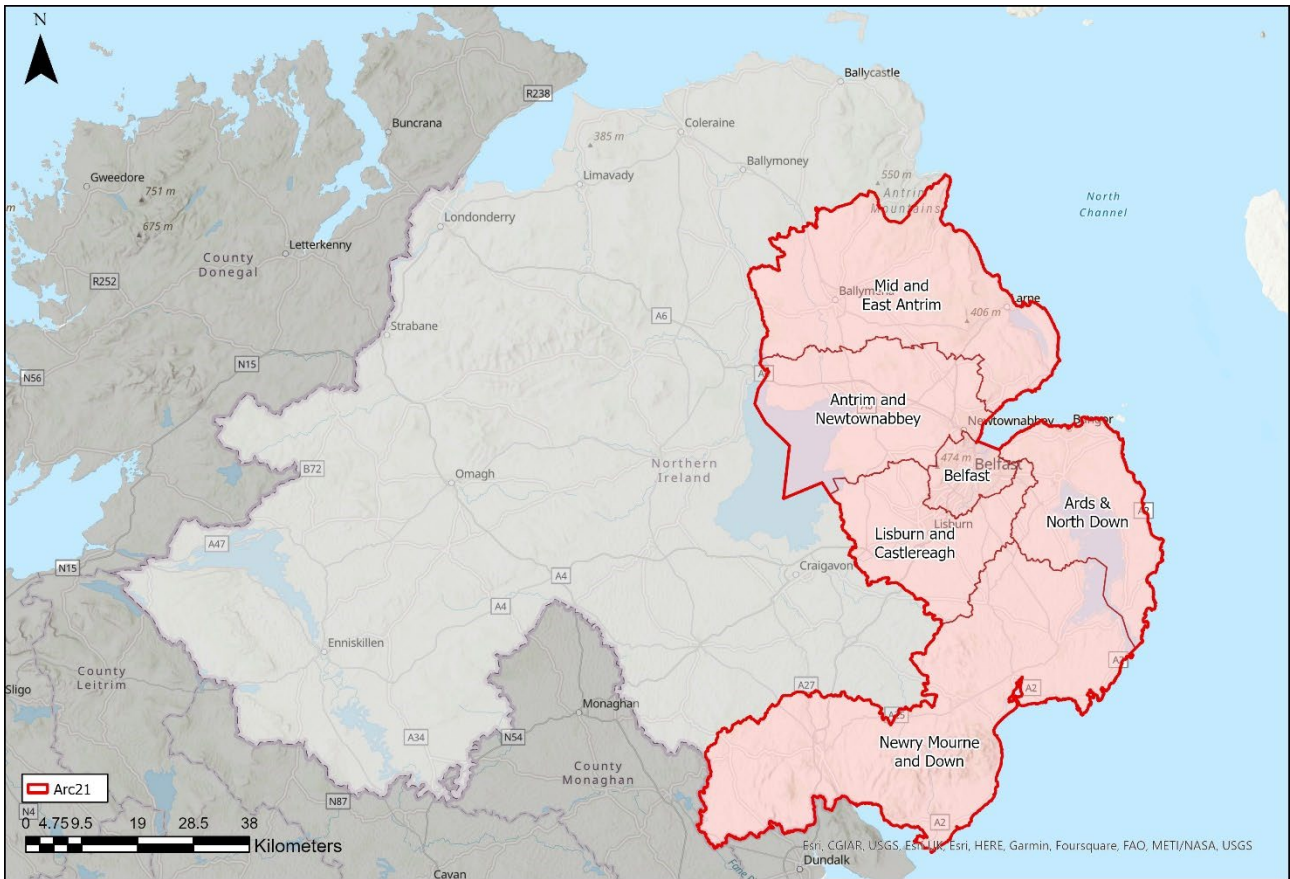 N
Ballycastle
R238
Buncrana
Coleraine
385 m
Gweedore
751 m
Limavady
Ballymoney
550 m
Antrim
Mountains
North
Channel
675 m
Londonderry
Letterkenny
County
Donegal
R252
Mid and
East Antrim
Ballymena
Larne
406 m
A6
Strabane
N15
N56
Antrim and
Newtownabbey
Newtownabbey
Bangor
474 m
Belfast
Belfast
B72
Omagh
Northern
Ireland
Ards &
North Down
Lisburn
Lisburn and
Castlereagh
A47
N15
A4
Craigavon
A4
Enniskillen
County
Leitrim
Sligo
A27
A2
Monaghan
A34
N54
Newry Mourne
and Down
County
Monaghan
Arc21
N4
N87
A2
0 4.75 9.5 19 28.5 38
Kilometers
Esri, CGIAR, USGS, Esri UK, Esri, HERE, Garmin, Foursquare, FAO, METI/NASA, USGS
Dundalk
Cavan